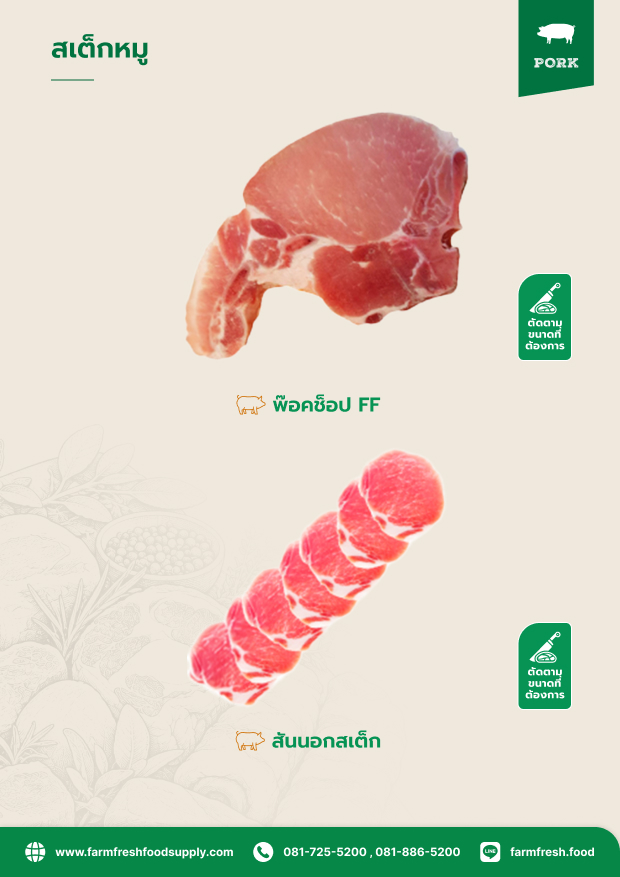 สเต็กหมู
PORK
ตัดตาม
ขนาดที่
ต้องการ
พ๊อคช็อป FF
ตัดตาม
ขนาดที่
ต้องการ
สันนอกสเต็ก
www.farmfreshfoodsupply.com
081-725-5200 , 081-886-5200
LINE
farmfresh.food